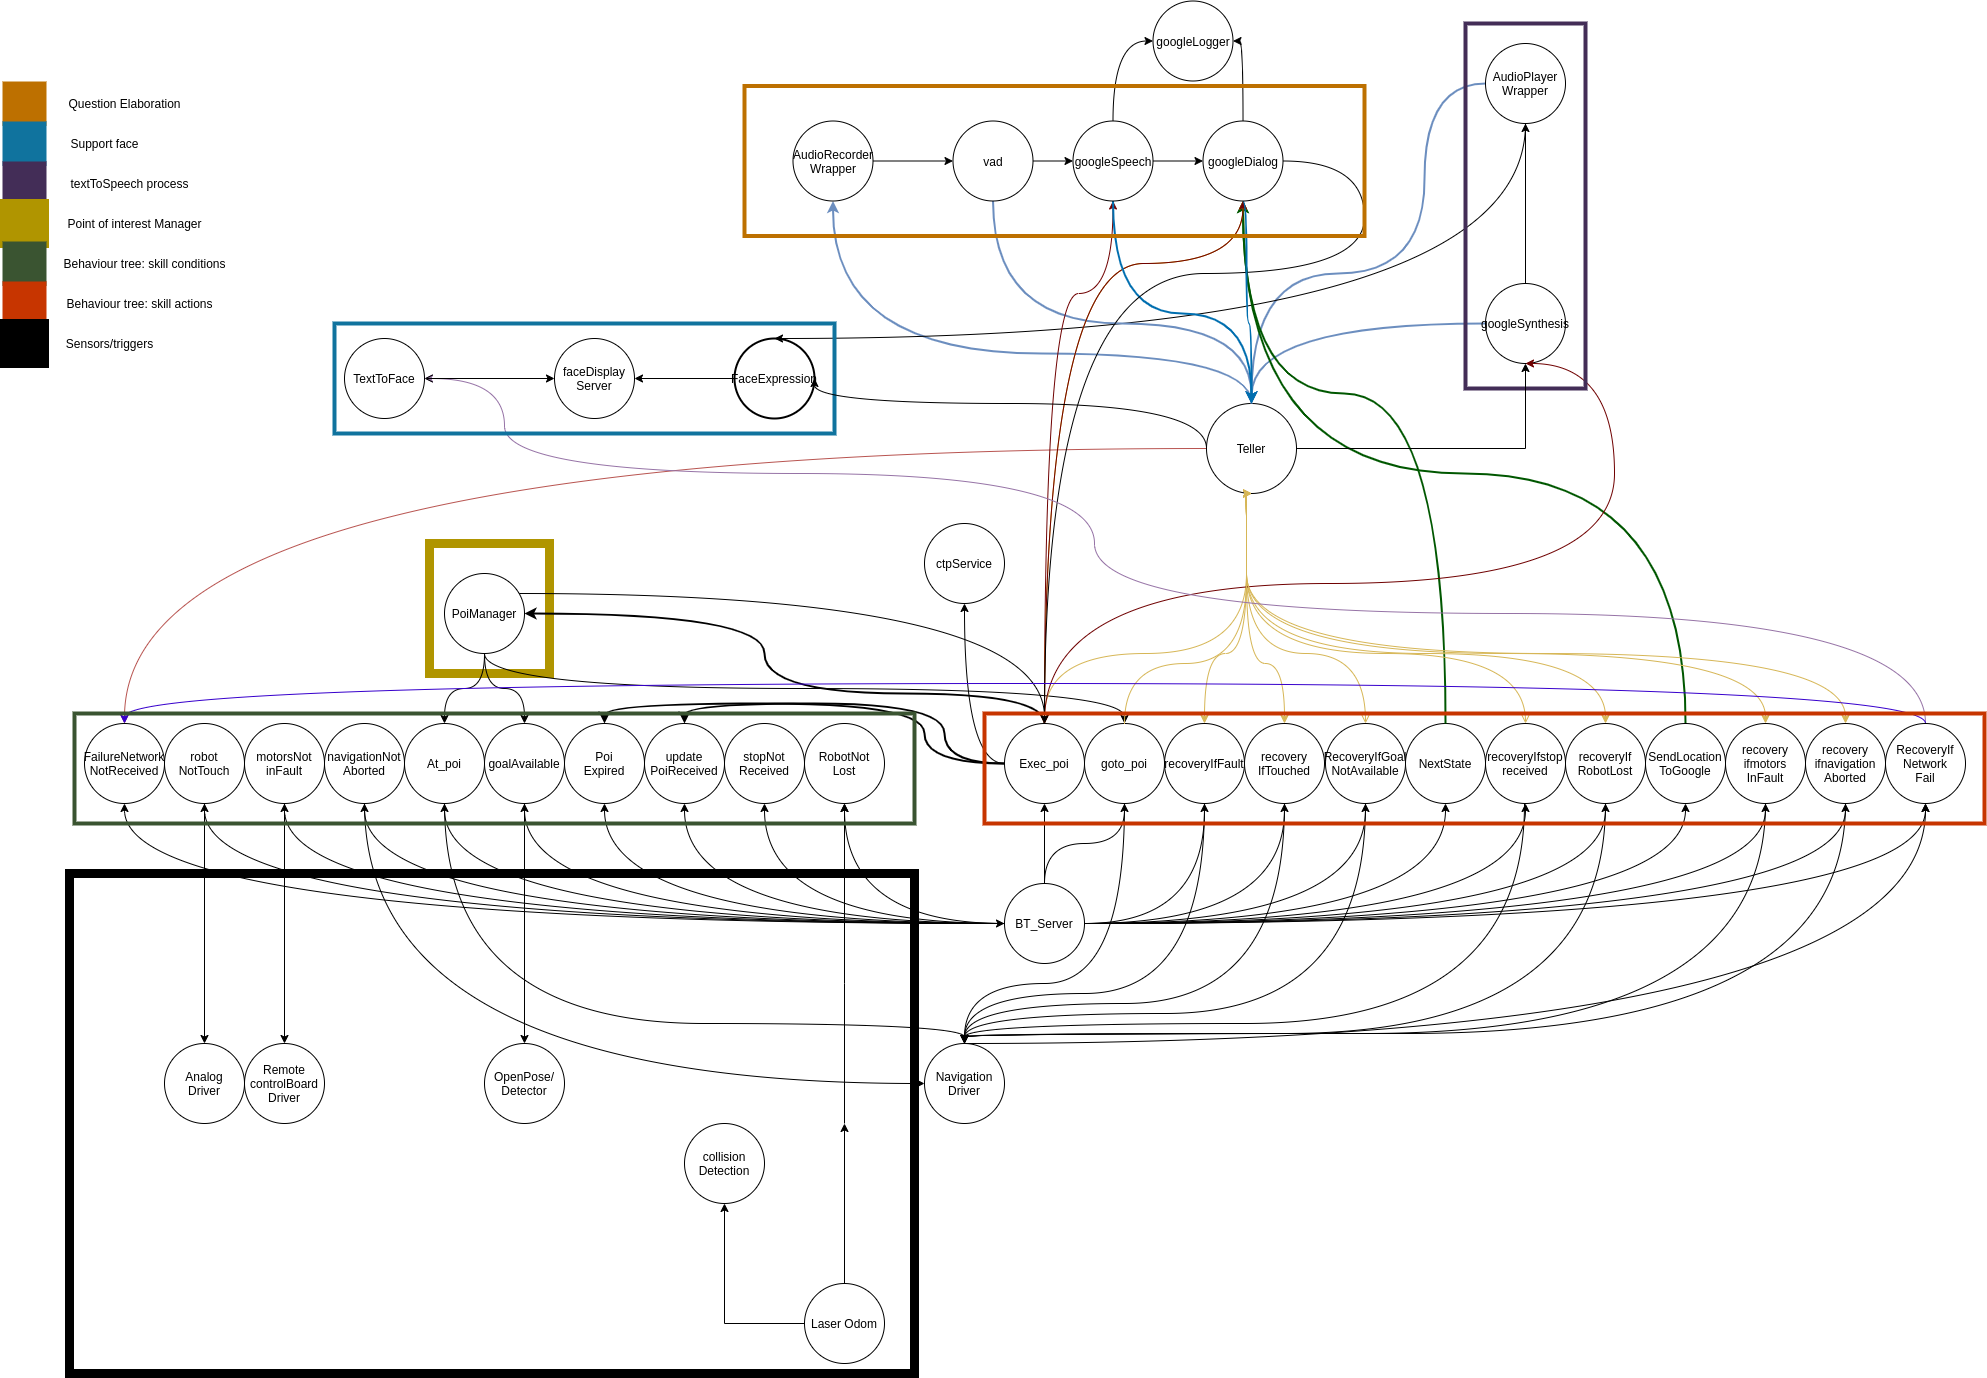 googleLogger
AudioPlayer
Wrapper
Question Elaboration
Support face
textToSpeech process
Point of interest Manager
Behaviour tree: skill conditions
Behaviour tree: skill actions
Sensors/triggers
AudioRecorder
Wrapper
vad
googleSpeech
googleDialog
googleSynthesis
TextToFace
faceDisplay
Server
FaceExpression
Teller
ctpService
PoiManager
FailureNetwork
NotReceived
robot
NotTouch
motorsNot
inFault
navigationNot
Aborted
At_poi
goalAvailable
Poi
Expired
update
PoiReceived
stopNot
Received
RobotNot
Lost
Exec_poi
goto_poi
recoveryIfFault
recovery
IfTouched
RecoveryIfGoal
NotAvailable
NextState
recoveryIfstop
received
recoveryIf
RobotLost
SendLocation
ToGoogle
recovery
ifmotors
InFault
recovery
ifnavigation
Aborted
RecoveryIf
Network
Fail
BT_Server
Analog
Driver
Remote
controlBoard
Driver
OpenPose/
Detector
Navigation
Driver
collision
Detection
Laser Odom